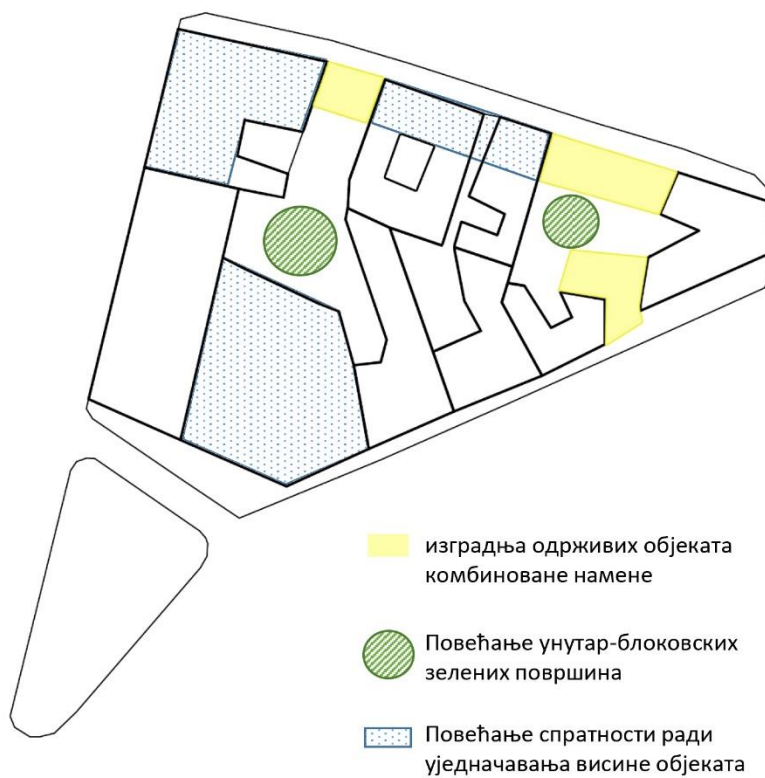 изградња одрживих објеката
комбиноване намене
Повећање унутар-блоковских
зелених површина
Повећање спратности ради
уједначавања висине објеката